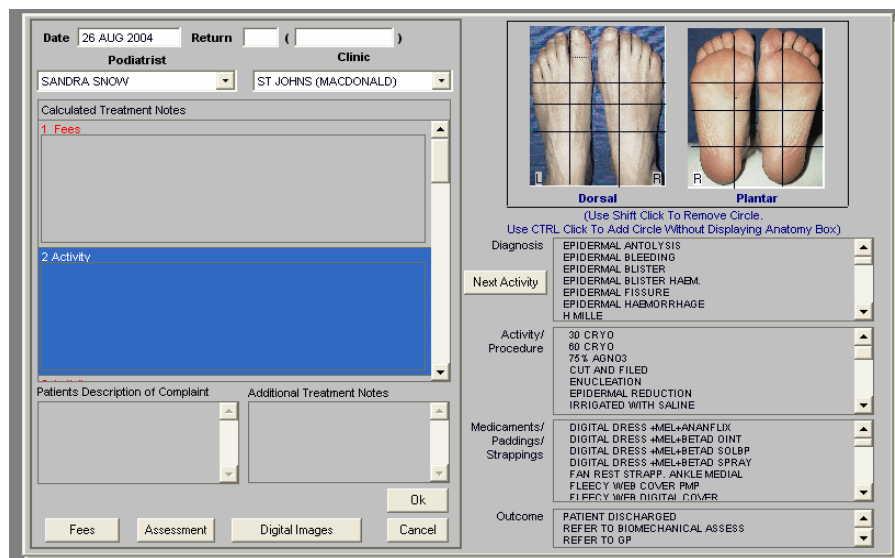 Date 26 AUG 2004 Return ( )
Podiatrist Clinic
SANDRA SNOW ST JOHNS (MACDONALD)
Calculated Treatment Notes
1 Fees
2 Activity
Patients Description of Complaint Additional Treatment Notes
Ok
Fees Assessment Digital Images Cancel
L R R
Dorsal Plantar
(Use Shift Click To Remove Circle.
Use CTRL Click To Add Circle Without Displaying Anatomy Box)
Diagnosis
Next Activity
EPIDERMAL ANTOLYSIS
EPIDERMAL BLEEDING
EPIDERMAL BLISTER
EPIDERMAL BLISTER HAEM.
EPIDERMAL FISSURE
EPIDERMAL HAEMORRHAGE
H MILLE
Activity/
Procedure
30 CRYO
60 CRYO
75% AGNO3
CUT AND FILED
ENUCLEATION
EPIDERMAL REDUCTION
IRRIGATED WITH SALINE
Medicaments/
Paddings/
Strappings
DIGITAL DRESS +MEL+ANANFLIX
DIGITAL DRESS +MEL+BETAD OINT
DIGITAL DRESS +MEL+BETAD SOLBP
DIGITAL DRESS +MEL+BETAD SPRAY
FAN REST STRAPP. ANKLE MEDIAL
FLEECY WEB COVER PMP
FLEECY WEB DIGITAL COVER
Outcome
PATIENT DISCHARGED
REFER TO BIOMECHANICAL ASSESS
REFER TO GP